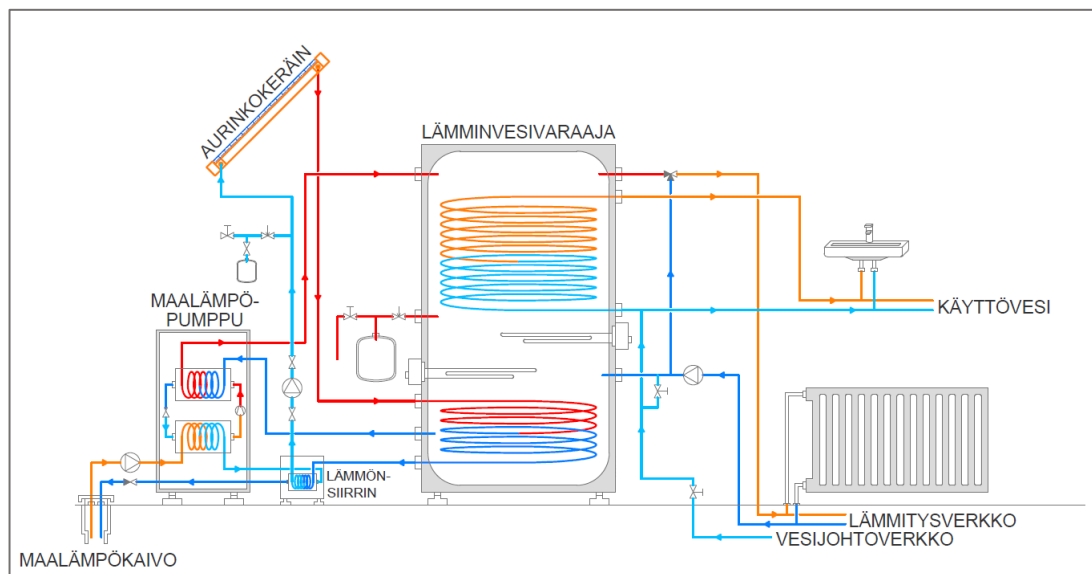 AURINKOKERÄIN
LÄMMINVESIVARAAJA
MAALÄMPÖ-
PUMPPU
KÄYTTÖVESI
LÄMMÖN-
SIIRRIN
LÄMMITYSVERKKO
VESIJOHTOVERKKO
MAALÄMPÖKAIVO